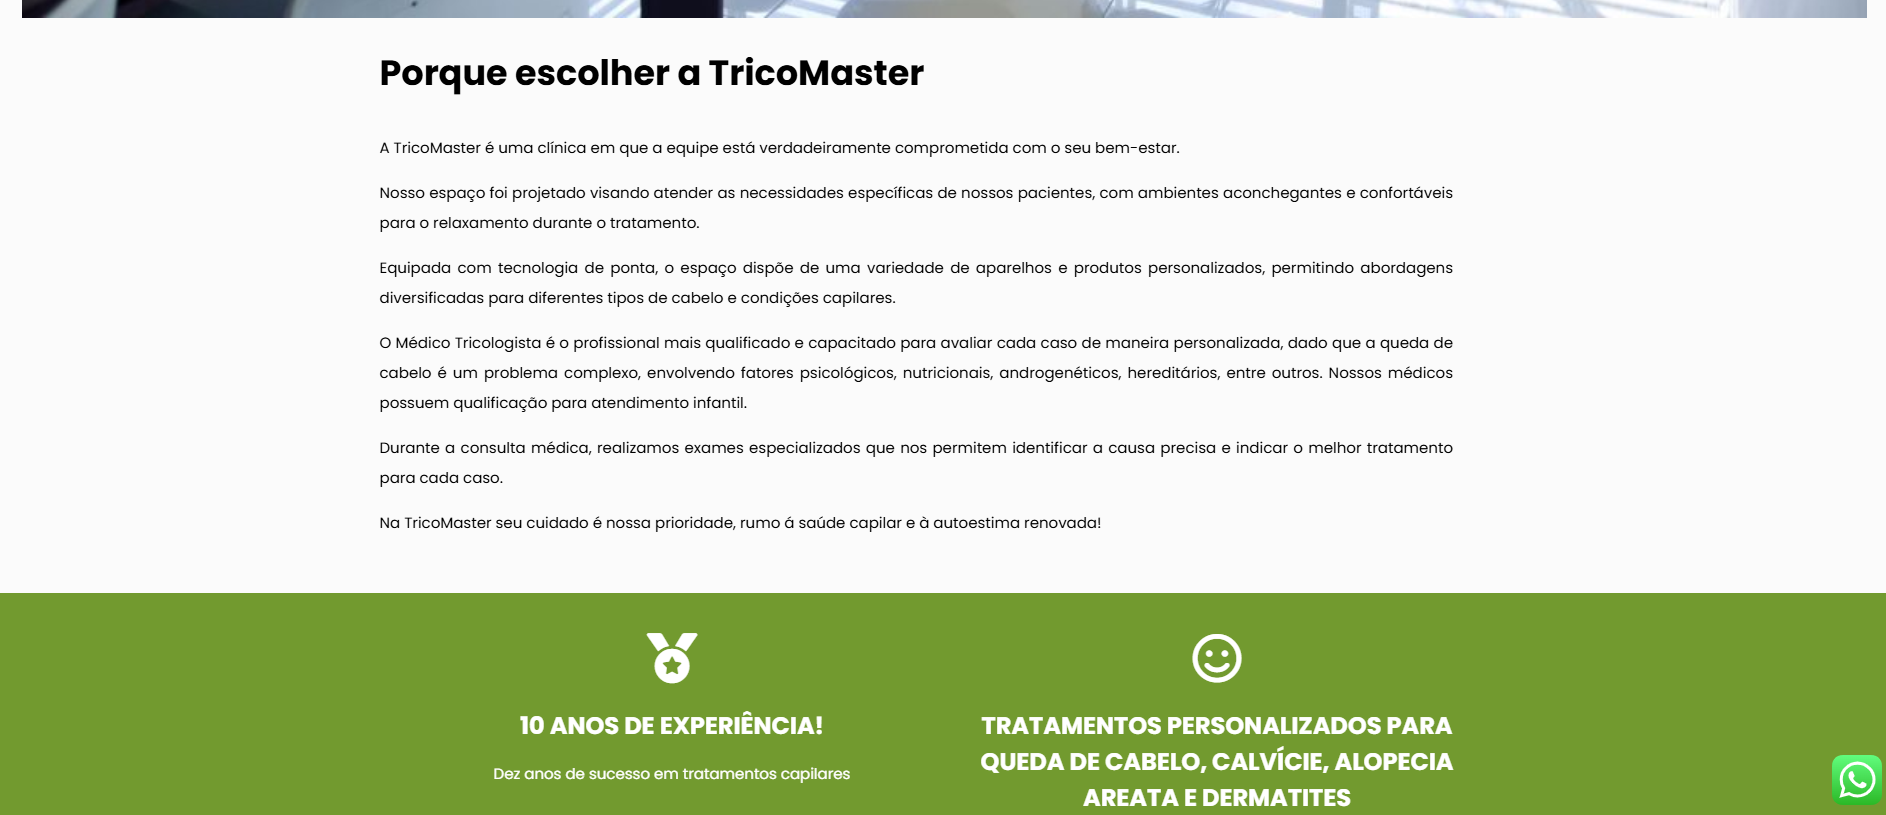 Porque escolher a TricoMaster
A TricoMaster é uma clínica em que a equipe está verdadeiramente comprometida com o seu bem-estar.
Nosso espaço foi projetado visando atender as necessidades específicas de nossos pacientes, com ambientes aconchegantes e confortáveis
para o relaxamento durante o tratamento.
Equipada com tecnologia de ponta, o espaço dispõe de uma variedade de aparelhos e produtos personalizados, permitindo abordagens
diversificadas para diferentes tipos de cabelo e condições capilares.
O Médico Tricologista é o profissional mais qualificado e capacitado para avaliar cada caso de maneira personalizada, dado que a queda de
cabelo é um problema complexo, envolvendo fatores psicológicos, nutricionais, androgenéticos, hereditários, entre outros. Nossos médicos
possuem qualificação para atendimento infantil.
Durante a consulta médica, realizamos exames especializados que nos permitem identificar a causa precisa e indicar o melhor tratamento
para cada caso.
Na TricoMaster seu cuidado é nossa prioridade, rumo á saúde capilar e à autoestima renovada!
10 ANOS DE EXPERIÊNCIA!
Dez anos de sucesso em tratamentos capilares
TRATAMENTOS PERSONALIZADOS PARA
QUEDA DE CABELO, CALVÍCIE, ALOPECIA
AREATA E DERMATITES